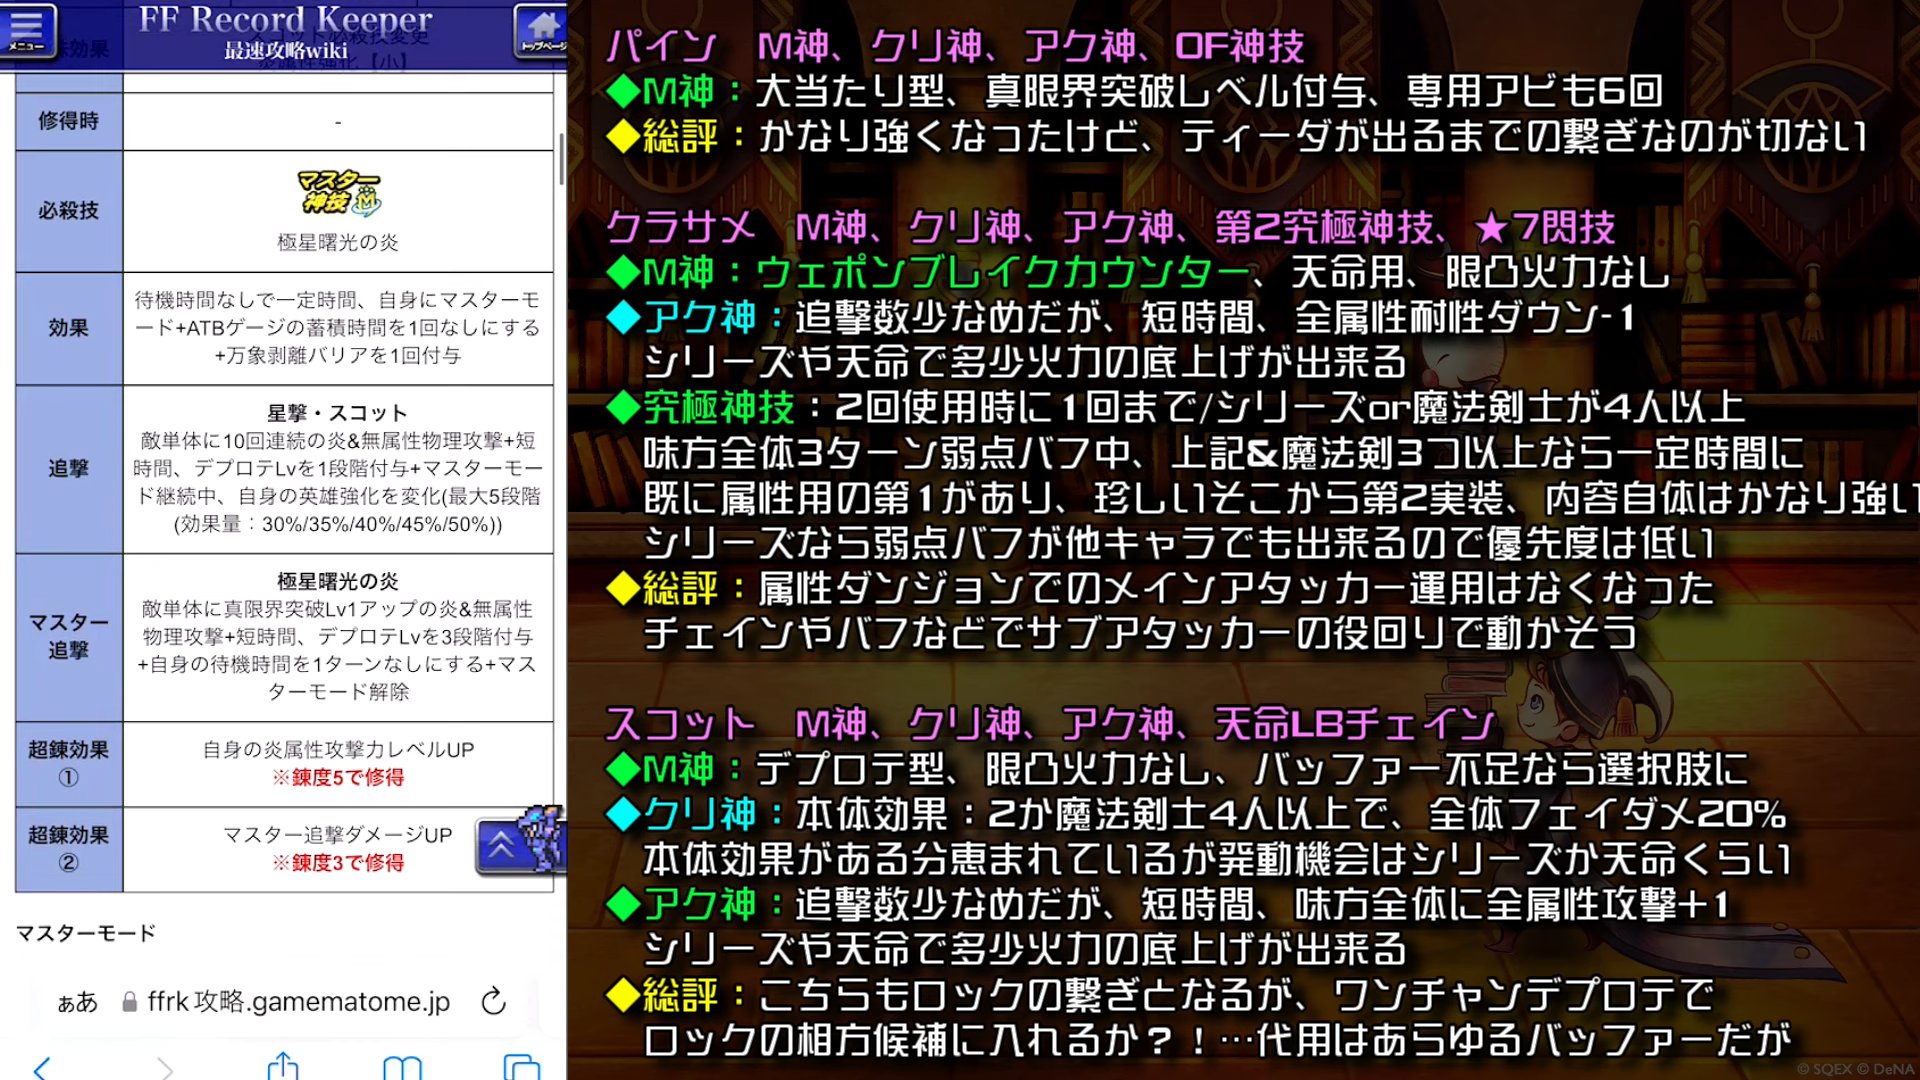 FF Record Keeper
最速攻略wiki
メニュー
トップページ
修得時
-
必殺技
マスター神技 M
極星曙光の炎
効果
待機時間なしで一定時間、自身にマスターモ
ード+ATBゲージの蓄積時間を1回なしにする
+万象剥離バリアを1回付与
追撃
星撃・スコット
敵単体に10回連続の炎&無属性物理攻撃+短
時間、デプロテLvを1段階付与+マスターモー
ド継続中、自身の英雄強化を変化(最大5段階
(効果量：30%/35%/40%/45%/50%))
マスター
追撃
極星曙光の炎
敵単体に真限界突破Lv1アップの炎&無属性
物理攻撃+短時間、デプロテLvを3段階付与
+自身の待機時間を1ターンなしにする+マス
ターモード解除
超錬効果
①
自身の炎属性攻撃力レベルUP
※錬度5で修得
超錬効果
②
マスター追撃ダメージUP
※錬度3で修得
マスターモード
ぁあ ffrk攻略.gamematome.jp
パイン　M神、クリ神、アク神、OF神技
◆M神：大当たり型、真限界突破レベル付与、専用アビも6回
◆総評：かなり強くなったけど、ティーダが出るまでの繋ぎなのが切ない
クラサメ　M神、クリ神、アク神、第2究極神技、★7閃技
◆M神：ウェポンブレイクカウンター、天命用、限凸火力なし
◆アク神：追撃数少なめだが、短時間、全属性耐性ダウン-1
シリーズや天命で多少火力の底上げが出来る
◆究極神技：2回使用時に1回まで/シリーズor魔法剣士が4人以上
味方全体3ターン弱点バフ中、上記&魔法剣3つ以上なら一定時間に
既に属性用の第1があり、珍しいそこから第2実装、内容自体はかなり強い
シリーズなら弱点バフが他キャラでも出来るので優先度は低い
◆総評：属性ダンジョンでのメインアタッカー運用はなくなった
チェインやバフなどでサブアタッカーの役回りで動かそう
スコット　M神、クリ神、アク神、天命LBチェイン
◆M神：デプロテ型、限凸火力なし、バッファー不足なら選択肢に
◆クリ神：本体効果：2か魔法剣士4人以上で、全体フェイダメ20%
本体効果がある分恵まれているが発動機会はシリーズか天命くらい
◆アク神：追撃数少なめだが、短時間、味方全体に全属性攻撃+1
シリーズや天命で多少火力の底上げが出来る
◆総評：こちらもロックの繋ぎとなるが、ワンチャンデプロテで
ロックの相方候補に入れるか？！…代用はあらゆるバッファーだが
© SQEX © DeNA